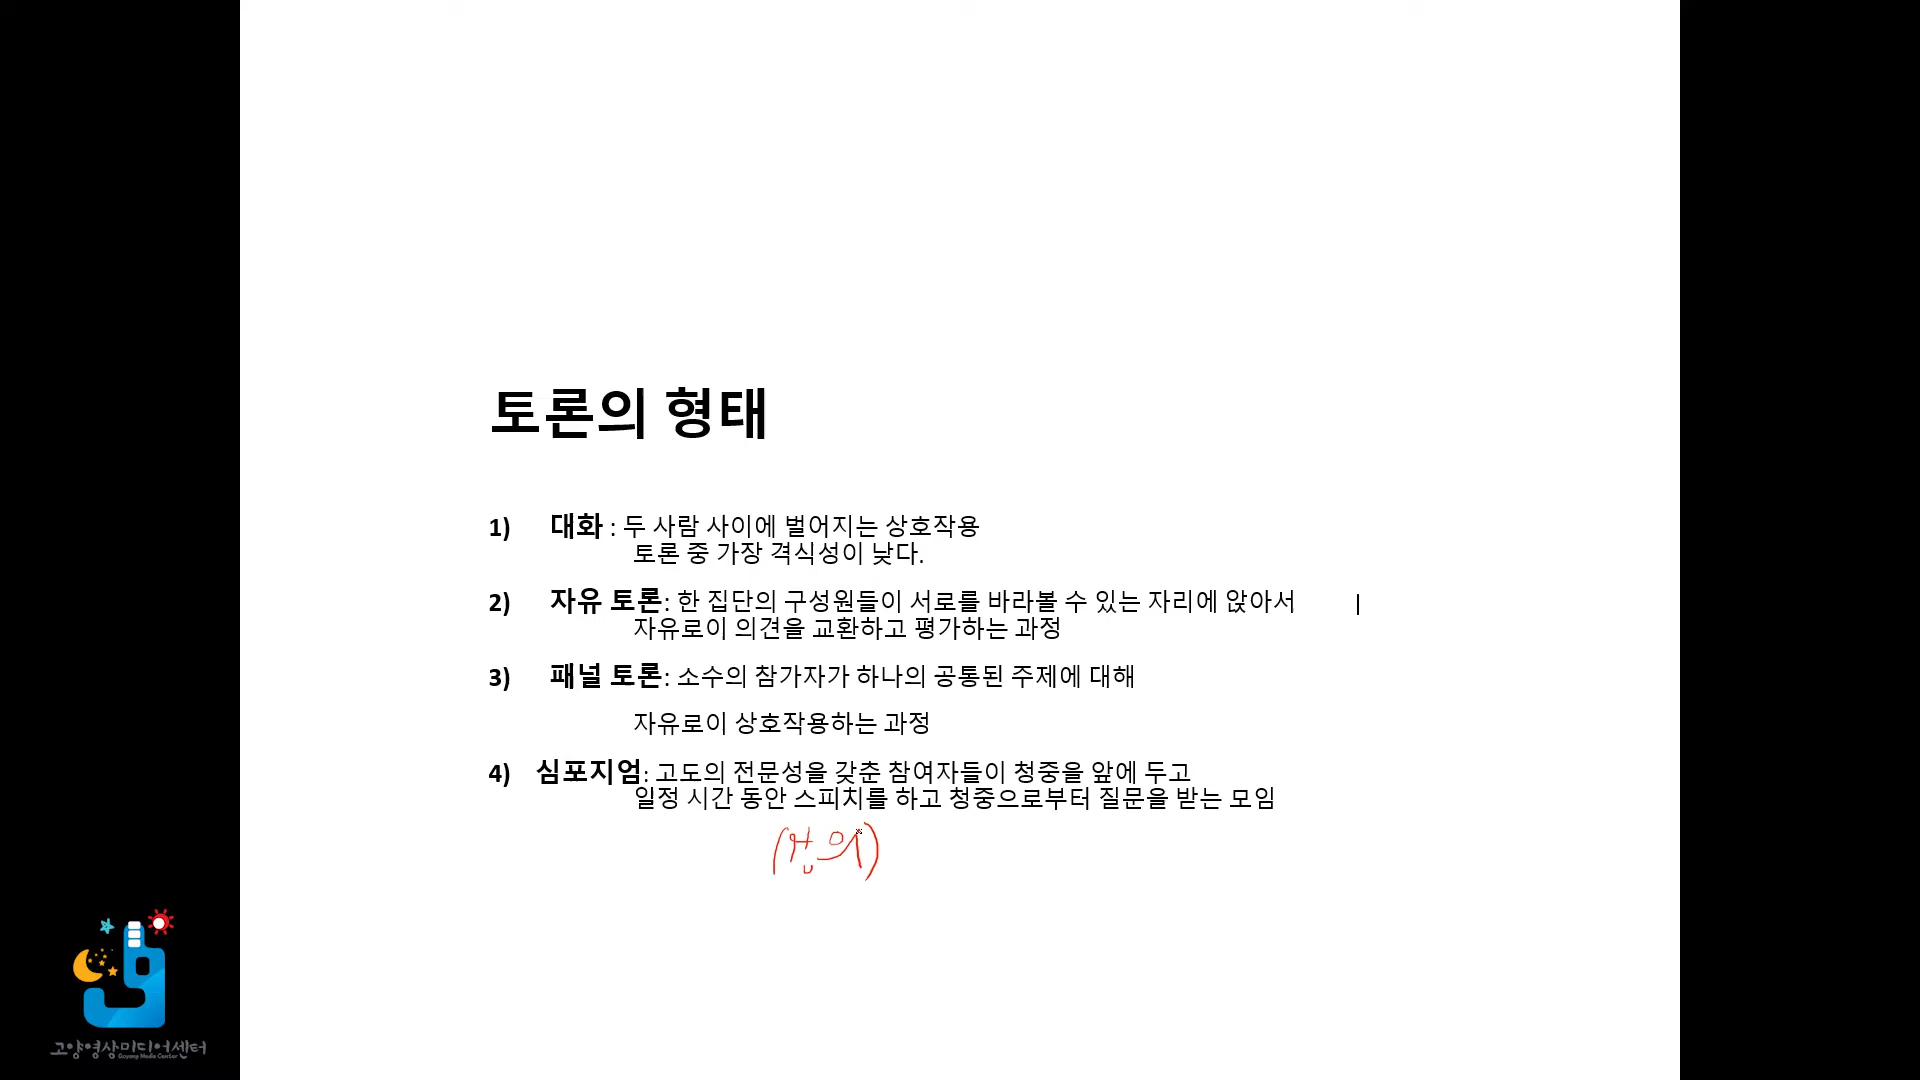 토론의 형태
1) 대화 : 두 사람 사이에 벌어지는 상호작용
토론 중 가장 격식성이 낮다.
2) 자유 토론: 한 집단의 구성원들이 서로를 바라볼 수 있는 자리에 앉아서
자유로이 의견을 교환하고 평가하는 과정
3) 패널 토론: 소수의 참가자가 하나의 공통된 주제에 대해
자유로이 상호작용하는 과정
4) 심포지엄: 고도의 전문성을 갖춘 참여자들이 청중을 앞에 두고
일정 시간 동안 스피치를 하고 청중으로부터 질문을 받는 모임
고양영상미디어센터
Goyang Media Center